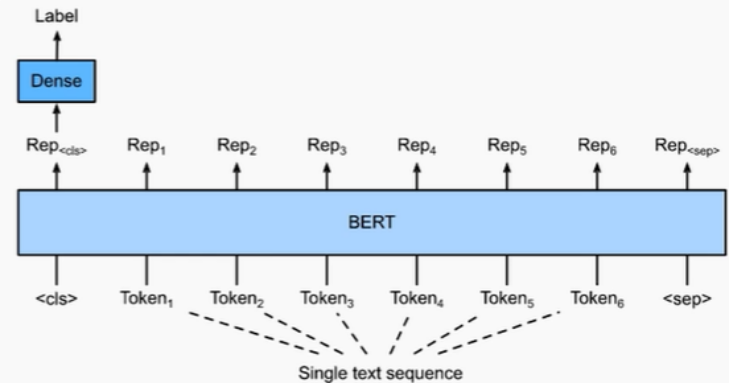 Label
Dense
Rep<cls> Rep1 Rep2 Rep3 Rep4 Rep5 Rep6 Rep<sep>
BERT
<cls> Token1 Token2 Token3 Token4 Token5 Token6 <sep>
Single text sequence